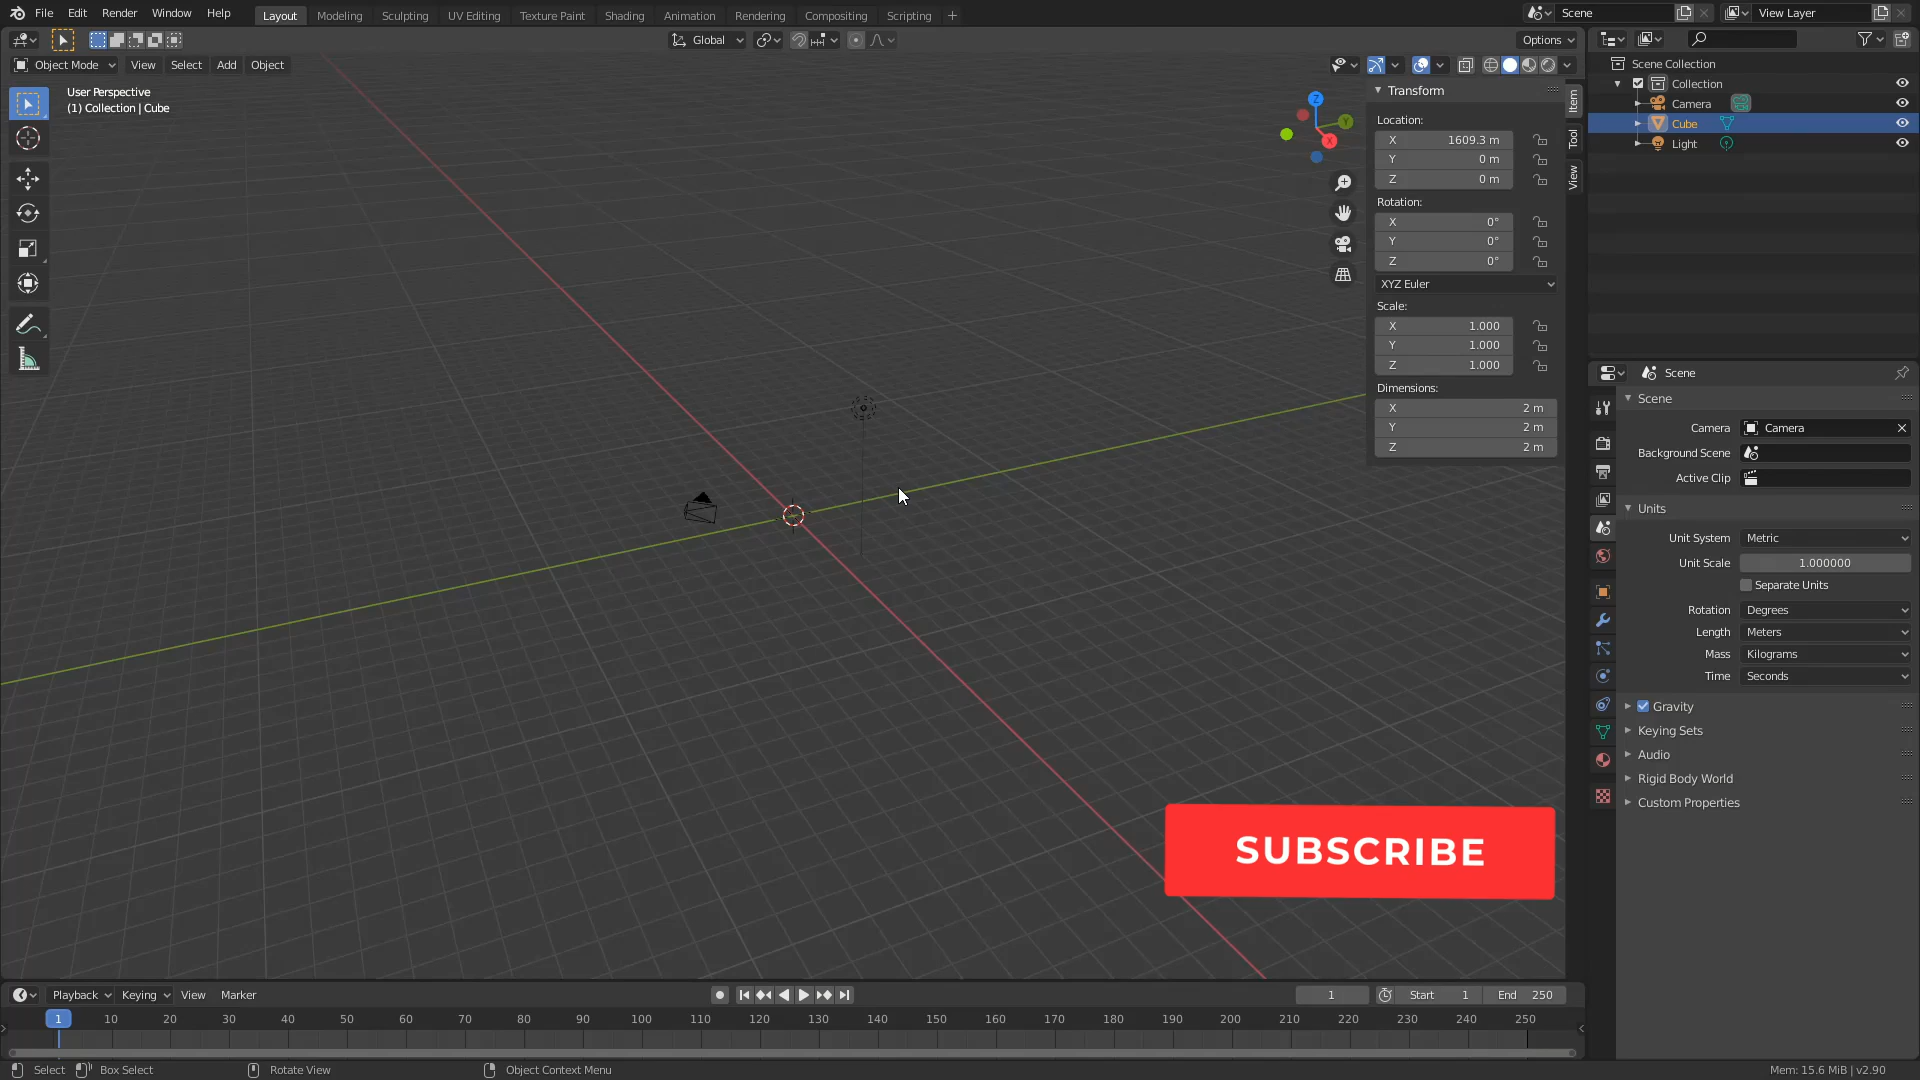 File Edit Render Window Help Layout Modeling Sculpting UV Editing Texture Paint Shading Animation Rendering Compositing Scripting + Scene View Layer
Global Options
Object Mode View Select Add Object
User Perspective
(1) Collection | Cube
Z
Y
X
Transform
Location:
X 1609.3 m
Y 0 m
Z 0 m
Rotation:
X 0°
Y 0°
Z 0°
XYZ Euler
Scale:
X 1.000
Y 1.000
Z 1.000
Dimensions:
X 2 m
Y 2 m
Z 2 m
Item
Tool
View
Scene Collection
Collection
Camera
Cube
Light
Scene
Scene
Camera Camera
Background Scene
Active Clip
Units
Unit System Metric
Unit Scale 1.000000
Separate Units
Rotation Degrees
Length Meters
Mass Kilograms
Time Seconds
Gravity
Keying Sets
Audio
Rigid Body World
Custom Properties
SUBSCRIBE
Playback Keying View Marker 1 Start 1 End 250
1 10 20 30 40 50 60 70 80 90 100 110 120 130 140 150 160 170 180 190 200 210 220 230 240 250
Select Box Select Rotate View Object Context Menu Mem: 15.6 MiB | v2.90